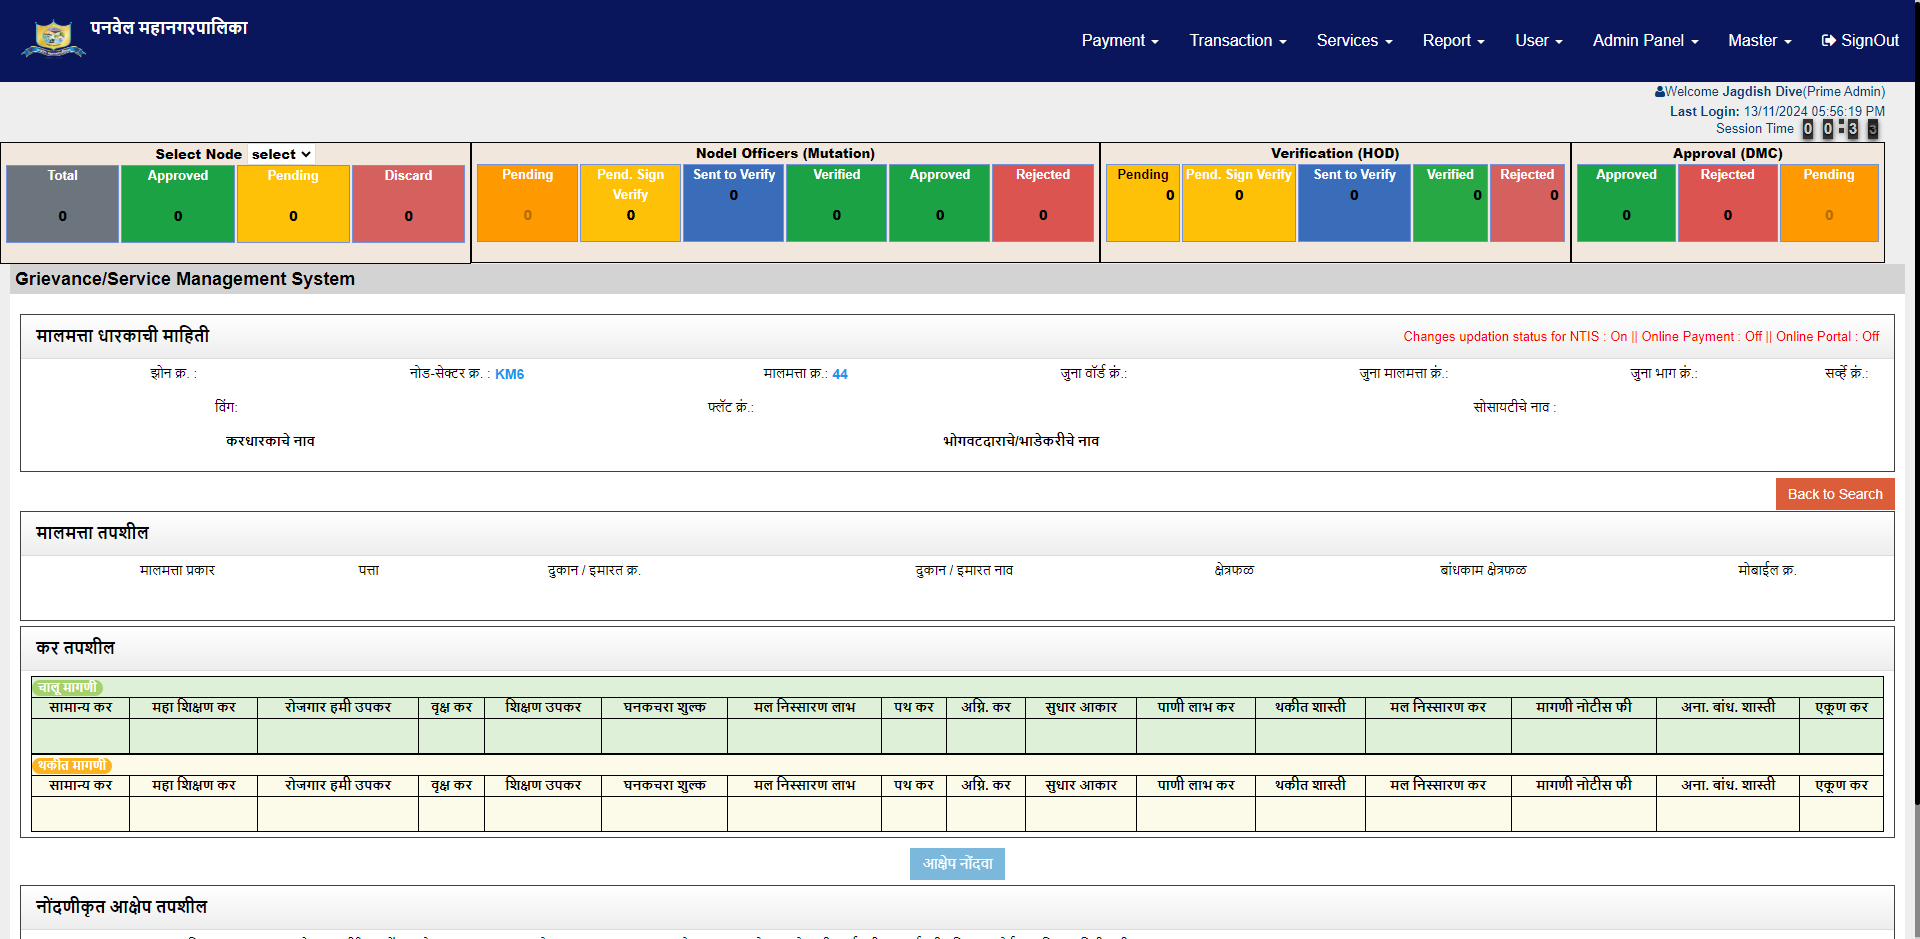 पनवेल महानगरपालिका
Payment Transaction Services Report User Admin Panel Master SignOut
Welcome Jagdish Dive(Prime Admin)
Last Login: 13/11/2024 05:56:19 PM
Session Time 0 0 : 3 3
Select Node select
Total Approved Pending Discard
0 0 0 0
Nodel Officers (Mutation)
Pending Pend. Sign Verify Sent to Verify Verified Approved Rejected
0 0 0 0 0 0
Verification (HOD)
Pending Pend. Sign Verify Sent to Verify Verified Rejected
0 0 0 0 0
Approval (DMC)
Approved Rejected Pending
0 0 0
Grievance/Service Management System
मालमत्ता धारकाची माहिती
Changes updation status for NTIS : On || Online Payment : Off || Online Portal : Off
झोन क्र. : नोड-सेक्टर क्र. : KM6 मालमत्ता क्र.: 44 जुना वॉर्ड क्रं.: जुना मालमत्ता क्रं.: जुना भाग क्रं.: सर्व्हे क्रं.:
विंग: फ्लॅट क्रं.: सोसायटीचे नाव :
करधारकाचे नाव भोगवटदाराचे/भाडेकरीचे नाव
Back to Search
मालमत्ता तपशील
मालमत्ता प्रकार पत्ता दुकान / इमारत क्र. दुकान / इमारत नाव क्षेत्रफळ बांधकाम क्षेत्रफळ मोबाईल क्र.
कर तपशील
चालू मागणी
सामान्य कर महा शिक्षण कर रोजगार हमी उपकर वृक्ष कर शिक्षण उपकर घनकचरा शुल्क मल निस्सारण लाभ पथ कर अग्नि. कर सुधार आकार पाणी लाभ कर थकीत शास्ती मल निस्सारण कर मागणी नोटीस फी अना. बांध. शास्ती एकूण कर
थकीत मागणी
सामान्य कर महा शिक्षण कर रोजगार हमी उपकर वृक्ष कर शिक्षण उपकर घनकचरा शुल्क मल निस्सारण लाभ पथ कर अग्नि. कर सुधार आकार पाणी लाभ कर थकीत शास्ती मल निस्सारण कर मागणी नोटीस फी अना. बांध. शास्ती एकूण कर
आक्षेप नोंदवा
नोंदणीकृत आक्षेप तपशील